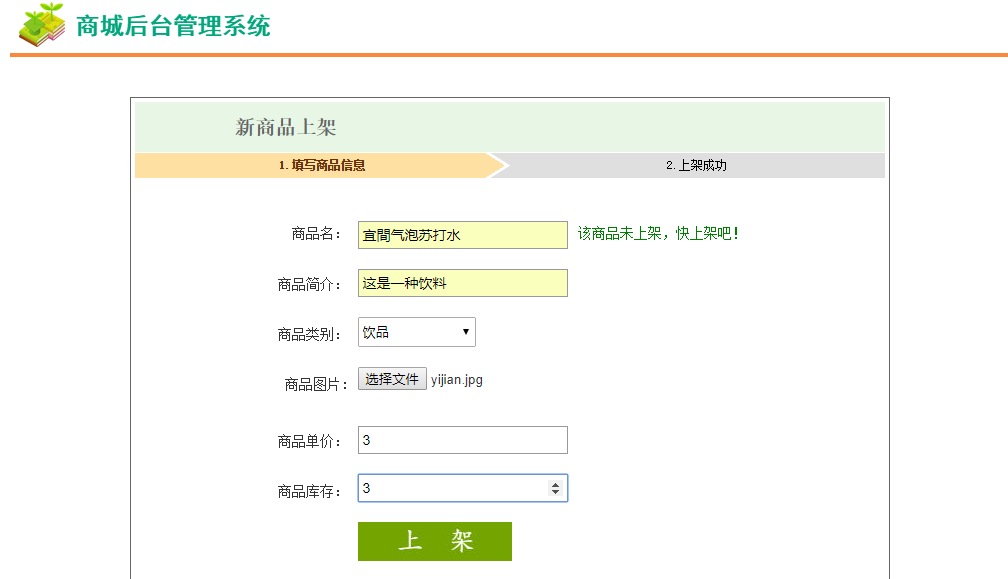 商城后台管理系统
新商品上架
1. 填写商品信息
2. 上架成功
商品名： 宜間气泡苏打水 该商品未上架，快上架吧！
商品简介： 这是一种饮料
商品类别： 饮品
商品图片： 选择文件 yijian.jpg
商品单价： 3
商品库存： 3
上 架